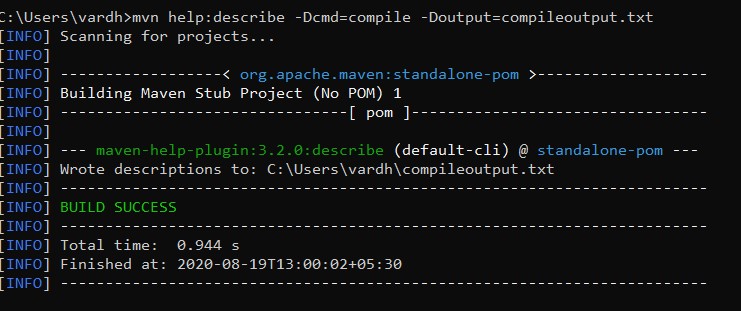 C:\Users\vardh>mvn help:describe -Dcmd=compile -Doutput=compileoutput.txt
[INFO] Scanning for projects...
[INFO]
[INFO] ------------------< org.apache.maven:standalone-pom >-------------------
[INFO] Building Maven Stub Project (No POM) 1
[INFO] --------------------------------[ pom ]---------------------------------
[INFO]
[INFO] --- maven-help-plugin:3.2.0:describe (default-cli) @ standalone-pom ---
[INFO] Wrote descriptions to: C:\Users\vardh\compileoutput.txt
[INFO] ------------------------------------------------------------------------
[INFO] BUILD SUCCESS
[INFO] ------------------------------------------------------------------------
[INFO] Total time:  0.944 s
[INFO] Finished at: 2020-08-19T13:00:02+05:30
[INFO] ------------------------------------------------------------------------